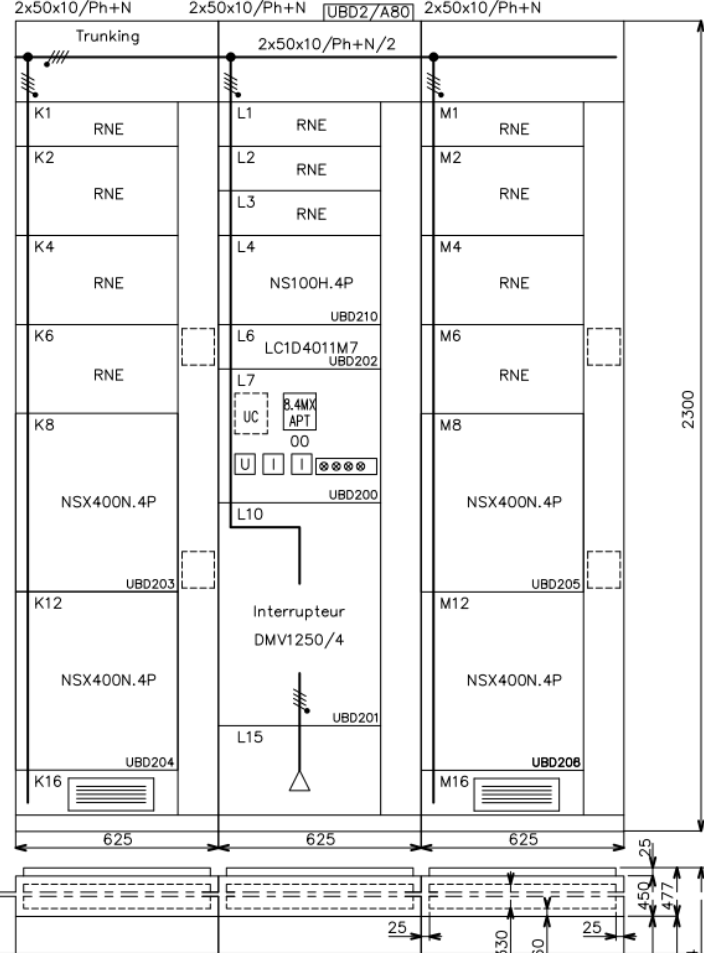 2x50x10/Ph+N 2x50x10/Ph+N UBD2/A80 2x50x10/Ph+N
Trunking
2x50x10/Ph+N/2
K1
RNE
K2
RNE
K4
RNE
K6
RNE
K8
NSX400N.4P
UBD203
K12
NSX400N.4P
UBD204
K16
L1
RNE
L2
RNE
L3
RNE
L4
NS100H.4P
UBD210
L6
LC1D4011M7
UBD202
L7
UC
8.4MX
APT
00
U I I
UBD200
L10
Interrupteur
DMV1250/4
UBD201
L15
M1
RNE
M2
RNE
M4
RNE
M6
RNE
M8
NSX400N.4P
UBD205
M12
NSX400N.4P
UBD206
M16
2300
625 625 625
25
450
477
25 25